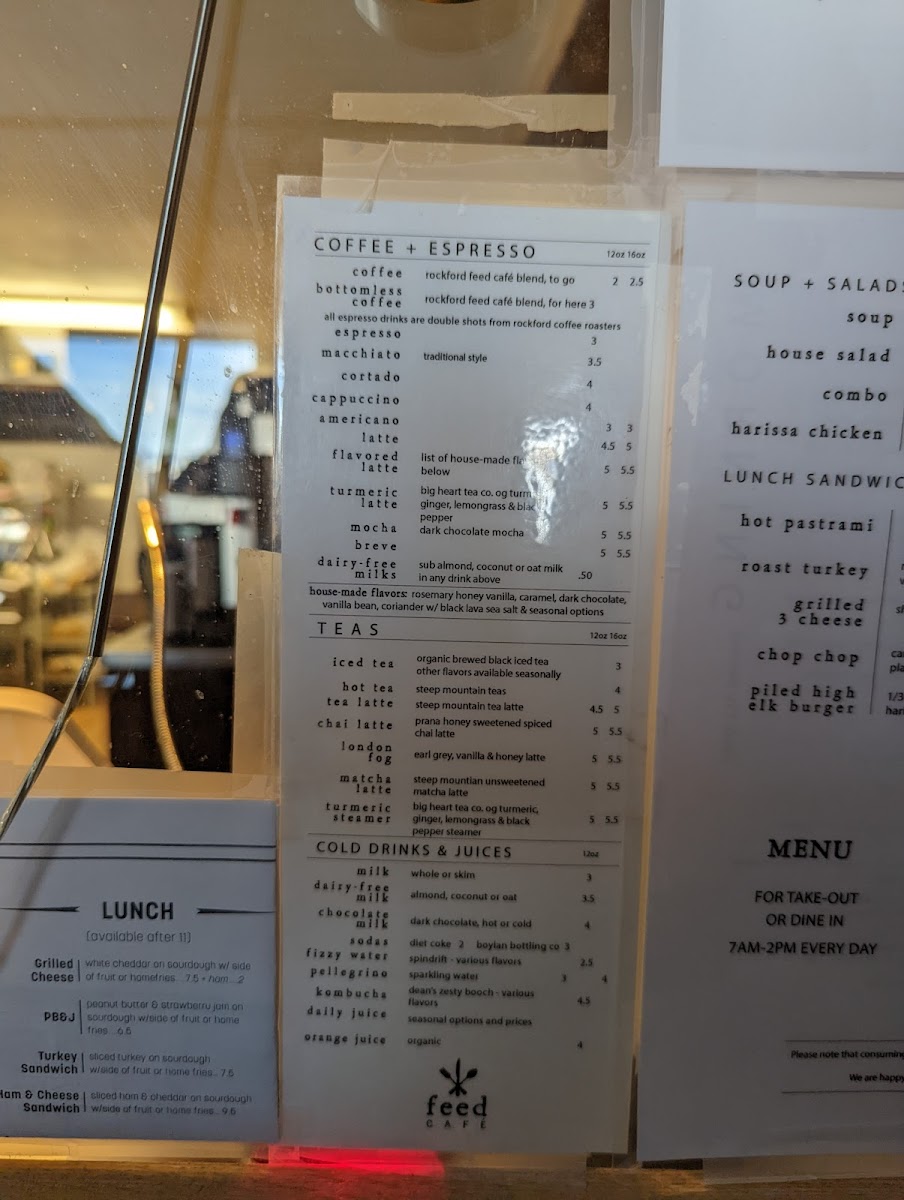 COFFEE + ESPRESSO 12oz 16oz
coffee rockford feed café blend, to go 2 2.5
bottomless
coffee rockford feed café blend, for here 3
all espresso drinks are double shots from rockford coffee roasters
espresso 3
macchiato traditional style 3.5
cortado 4
cappuccino 4
americano 3 3
latte 4.5 5
flavored list of house-made
latte below 5 5.5
turmeric big heart tea co. og
latte ginger, lemongrass & 5 5.5
pepper
mocha dark chocolate mocha 5 5.5
breve 5 5.5
dairy-free sub almond, coconut or oat milk
milks in any drink above .50
house-made flavors: rosemary honey vanilla, caramel, dark chocolate,
vanilla bean, coriander w/ black lava sea salt & seasonal options
TEAS 12oz 16oz
iced tea organic brewed black iced tea 3
other flavors available seasonally
hot tea steep mountain teas 4
tea latte steep mountain tea latte 4.5 5
chai latte prana honey sweetened spiced 5 5.5
chai latte
london
fog earl grey, vanilla & honey latte 5 5.5
matcha steep mountian unsweetened
latte matcha latte 5 5.5
turmeric big heart tea co. og turmeric,
steamer ginger, lemongrass & black 5 5.5
pepper steamer
COLD DRINKS & JUICES 12oz
milk whole or skim 3
dairy-free
milk almond, coconut or oat 3.5
chocolate
milk dark chocolate, hot or cold 4
sodas diet coke 2 boylan bottling co 3
fizzy water spindrift - various flavors 2.5
pellegrino sparkling water 3 4
kombucha dean's zesty booch - various
flavors 4.5
daily juice seasonal options and prices
orange juice organic 4
feed
CAFÉ
LUNCH
(available after 11)
Grilled white cheddar on sourdough w/ side
Cheese of fruit or homefries...7.5 + ham...2
peanut butter & strawberry jam on
PB&J sourdough w/side of fruit or home
fries...6.5
Turkey sliced turkey on sourdough
Sandwich w/side of fruit or home fries.. 7.5
Ham & Cheese sliced ham & cheddar on sourdough
Sandwich w/side of fruit or home fries.. 9.5
SOUP + SALADS
soup
house salad
combo
harissa chicken
LUNCH SANDWIC
hot pastrami
roast turkey
grilled
3 cheese
chop chop
piled high 1/3
elk burger
MENU
FOR TAKE-OUT
OR DINE IN
7AM-2PM EVERY DAY
Please note that consuming
We are happy